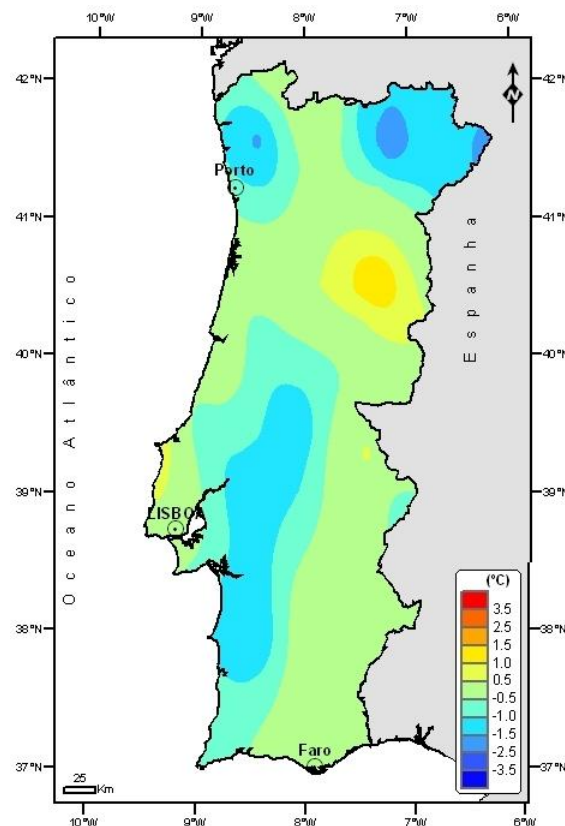 42°N
42°N
Porto
41°N
41°N
Oceano Atlântico
Espanha
40°N
40°N
39°N
39°N
LISBOA
(°C)
3.5
2.5
1.5
1.0
0.5
-0.5
-1.0
-1.5
-2.5
-3.5
38°N
38°N
Faro
37°N
37°N
25
Km
10°W
9°W
8°W
7°W
6°W
9°W
8°W
7°W
N